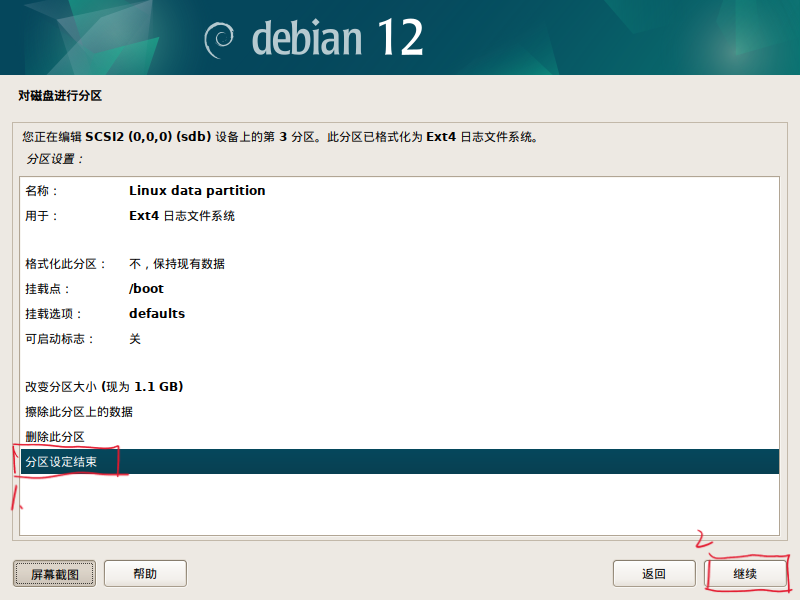 debian 12
对磁盘进行分区
您正在编辑 SCSI2 (0,0,0) (sdb) 设备上的第 3 分区。此分区已格式化为 Ext4 日志文件系统。
分区设置：
名称： Linux data partition
用于： Ext4 日志文件系统
格式化此分区： 不，保持现有数据
挂载点： /boot
挂载选项： defaults
可启动标志： 关
改变分区大小 (现为 1.1 GB)
擦除此分区上的数据
删除此分区
分区设定结束
1.
2
屏幕截图 帮助 返回 继续